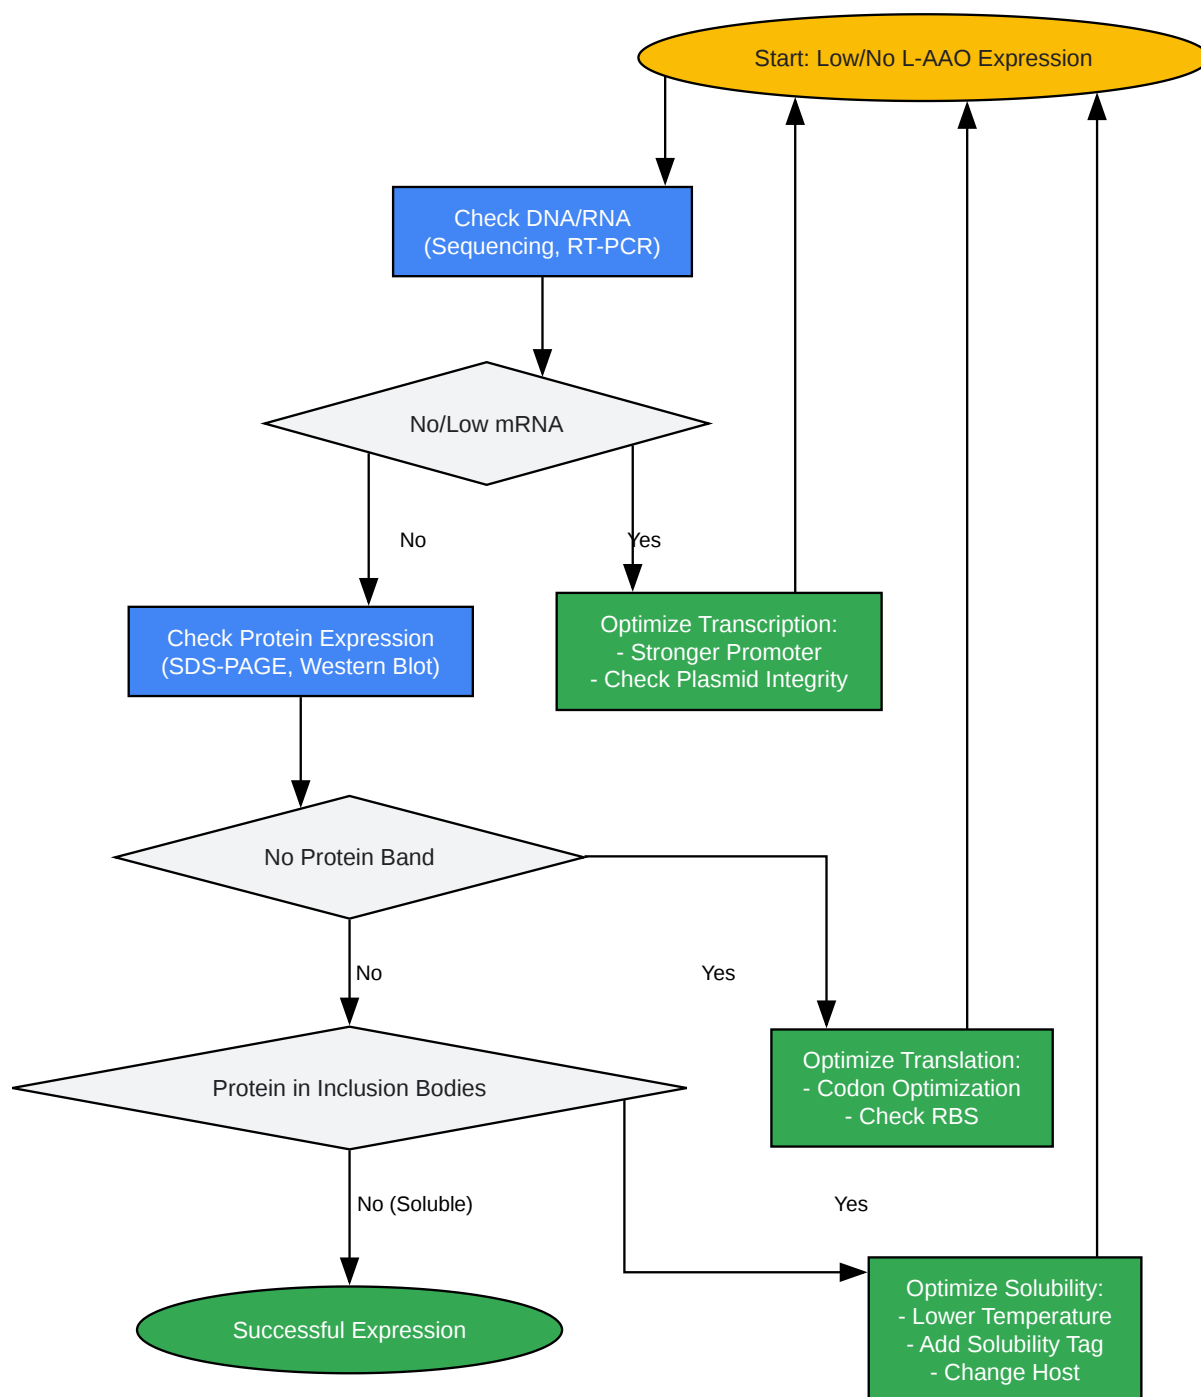 Start: Low/No L-AAO Expression
Check DNA/RNA
(Sequencing, RT-PCR)
No/Low mRNA
No
Yes
Check Protein Expression
(SDS-PAGE, Western Blot)
Optimize Transcription:
- Stronger Promoter
- Check Plasmid Integrity
No Protein Band
No
Yes
Optimize Translation:
- Codon Optimization
- Check RBS
Protein in Inclusion Bodies
No (Soluble)
Yes
Successful Expression
Optimize Solubility:
- Lower Temperature
- Add Solubility Tag
- Change Host